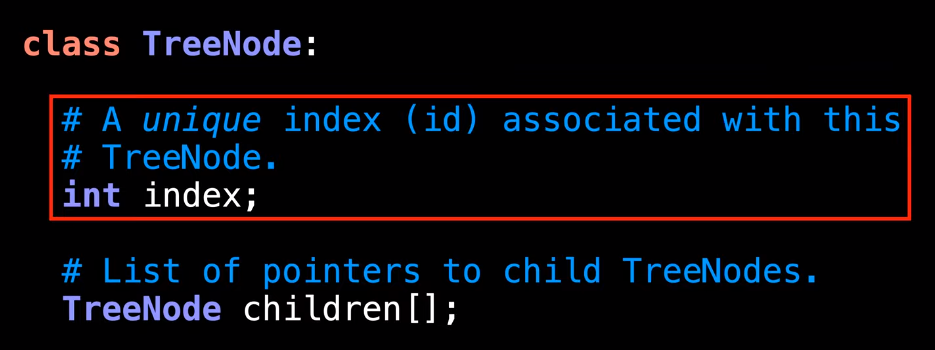 class TreeNode:
# A unique index (id) associated with this
# TreeNode.
int index;
# List of pointers to child TreeNodes.
TreeNode children[];